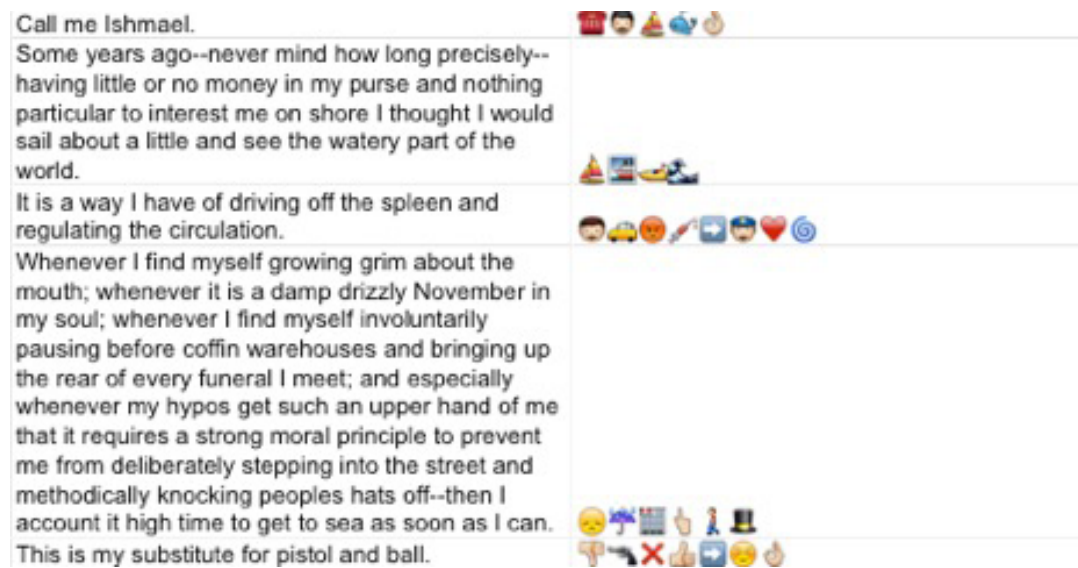 Call me Ishmael.
Some years ago--never mind how long precisely--
having little or no money in my purse and nothing
particular to interest me on shore I thought I would
sail about a little and see the watery part of the
world.
It is a way I have of driving off the spleen and
regulating the circulation.
Whenever I find myself growing grim about the
mouth; whenever it is a damp drizzly November in
my soul; whenever I find myself involuntarily
pausing before coffin warehouses and bringing up
the rear of every funeral I meet; and especially
whenever my hypos get such an upper hand of me
that it requires a strong moral principle to prevent
me from deliberately stepping into the street and
methodically knocking peoples hats off--then I
account it high time to get to sea as soon as I can.
This is my substitute for pistol and ball.